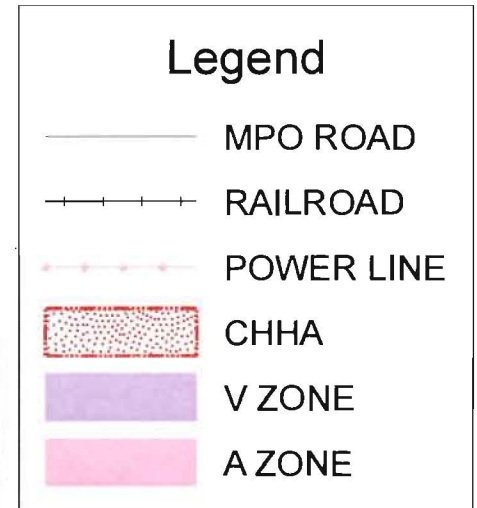 Legend
MPO ROAD
RAILROAD
POWER LINE
CHHA
V ZONE
A ZONE